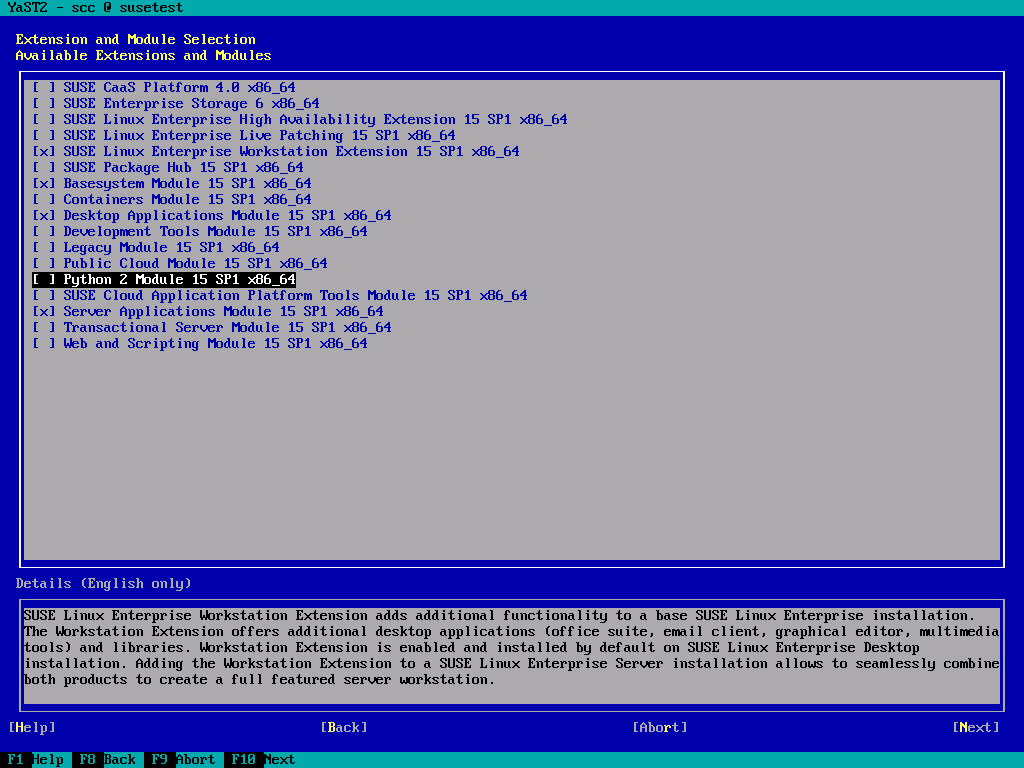 YaST2 - scc @ susetest
Extension and Module Selection
Available Extensions and Modules
[ ] SUSE CaaS Platform 4.0 x86_64
[ ] SUSE Enterprise Storage 6 x86_64
[ ] SUSE Linux Enterprise High Availability Extension 15 SP1 x86_64
[ ] SUSE Linux Enterprise Live Patching 15 SP1 x86_64
[x] SUSE Linux Enterprise Workstation Extension 15 SP1 x86_64
[ ] SUSE Package Hub 15 SP1 x86_64
[x] Basesystem Module 15 SP1 x86_64
[ ] Containers Module 15 SP1 x86_64
[x] Desktop Applications Module 15 SP1 x86_64
[ ] Development Tools Module 15 SP1 x86_64
[ ] Legacy Module 15 SP1 x86_64
[ ] Public Cloud Module 15 SP1 x86_64
[ ] Python 2 Module 15 SP1 x86_64
[ ] SUSE Cloud Application Platform Tools Module 15 SP1 x86_64
[x] Server Applications Module 15 SP1 x86_64
[ ] Transactional Server Module 15 SP1 x86_64
[ ] Web and Scripting Module 15 SP1 x86_64
Details (English only)
SUSE Linux Enterprise Workstation Extension adds additional functionality to a base SUSE Linux Enterprise installation.
The Workstation Extension offers additional desktop applications (office suite, email client, graphical editor, multimedia
tools) and libraries. Workstation Extension is enabled and installed by default on SUSE Linux Enterprise Desktop
installation. Adding the Workstation Extension to a SUSE Linux Enterprise Server installation allows to seamlessly combine
both products to create a full featured server workstation.
[Help] [Back] [Abort] [Next]
F1 Help F8 Back F9 Abort F10 Next